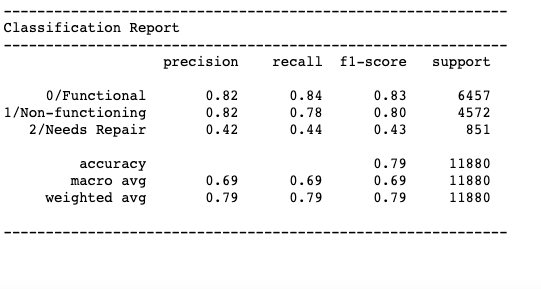 ------------------------------------------------------------
Classification Report
------------------------------------------------------------
                   precision    recall  f1-score   support

     0/Functional       0.82      0.84      0.83      6457
1/Non-functioning       0.82      0.78      0.80      4572
   2/Needs Repair       0.42      0.44      0.43       851

         accuracy                           0.79     11880
        macro avg       0.69      0.69      0.69     11880
     weighted avg       0.79      0.79      0.79     11880

------------------------------------------------------------